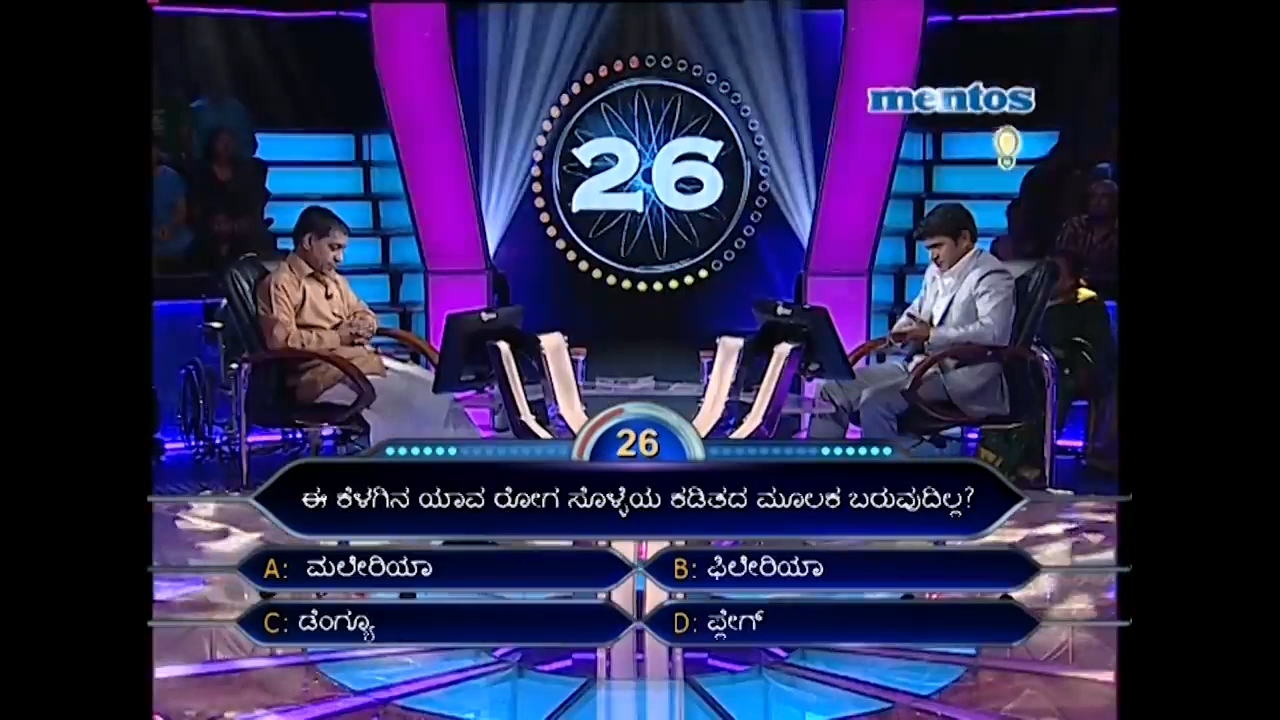 26
mentos
26
ಈ ಕೆಳಗಿನ ಯಾವ ರೋಗ ಸೊಳ್ಳೆಯ ಕಡಿತದ ಮೂಲಕ ಬರುವುದಿಲ್ಲ?
A: ಮಲೇರಿಯಾ
B: ಫಿಲೇರಿಯಾ
C: ಡೆಂಗ್ಯೂ
D: ಪ್ಲೇಗ್